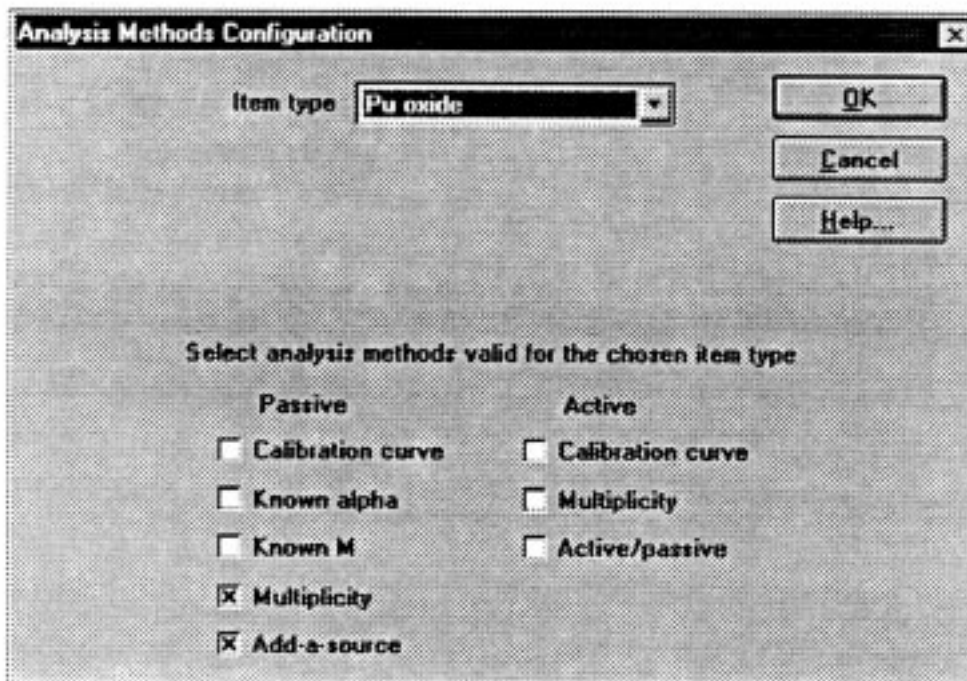 Analysis Methods Configuration
Item type Pu oxide
OK
Cancel
Help...
Select analysis methods valid for the chosen item type
Passive Active
Calibration curve Calibration curve
Known alpha Multiplicity
Known M Active/passive
Multiplicity
Add-a-source